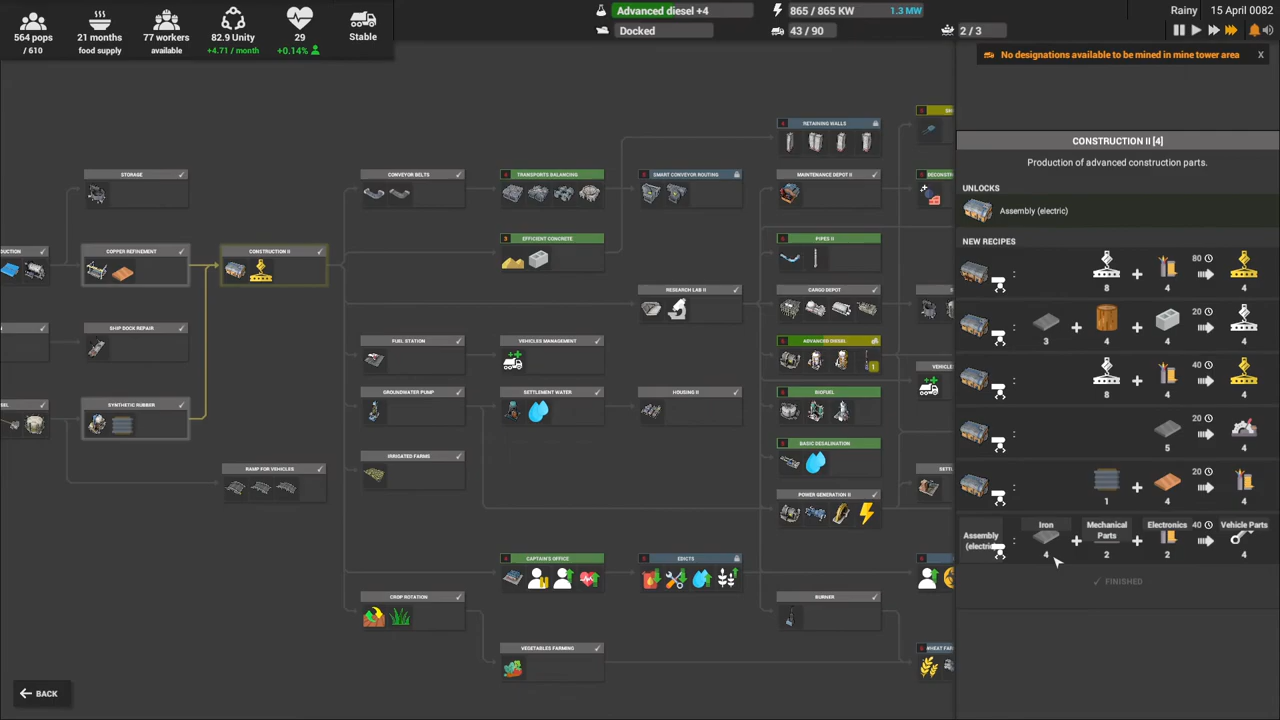 564 pops
/ 610
21 months
food supply
77 workers
available
82.9 Unity
+4.71 / month
29
+0.14%
Stable
Advanced diesel +4
Docked
865 / 865 KW
1.3 MW
43 / 90
2 / 3
Rainy
15 April 0082
No designations available to be mined in mine tower area
X
STORAGE
COPPER REFINEMENT
CONSTRUCTION II
SHIP DOCK REPAIR
SYNTHETIC RUBBER
RAMP FOR VEHICLES
CONVEYOR BELTS
TRANSPORTS BALANCING
SMART CONVEYOR ROUTING
RETAINING WALLS
MAINTENANCE DEPOT II
EFFICIENT CONCRETE
PIPES II
RESEARCH LAB II
CARGO DEPOT
FUEL STATION
VEHICLES MANAGEMENT
ADVANCED DIESEL
1
GROUNDWATER PUMP
SETTLEMENT WATER
HOUSING II
BIOFUEL
BASIC DESALINATION
IRRIGATED FARMS
POWER GENERATION II
CAPTAIN'S OFFICE
EDICTS
CROP ROTATION
BURNER
VEGETABLES FARMING
BACK
CONSTRUCTION II [4]
Production of advanced construction parts.
UNLOCKS
Assembly (electric)
NEW RECIPES
: 8 + 4 80 4
: 3 + 4 + 4 20 4
: 8 + 4 40 4
: 5 20 4
: 1 + 4 20 4
Assembly
(electric) : Iron 4 + Mechanical Parts 2 + Electronics 2 40 Vehicle Parts 4
FINISHED